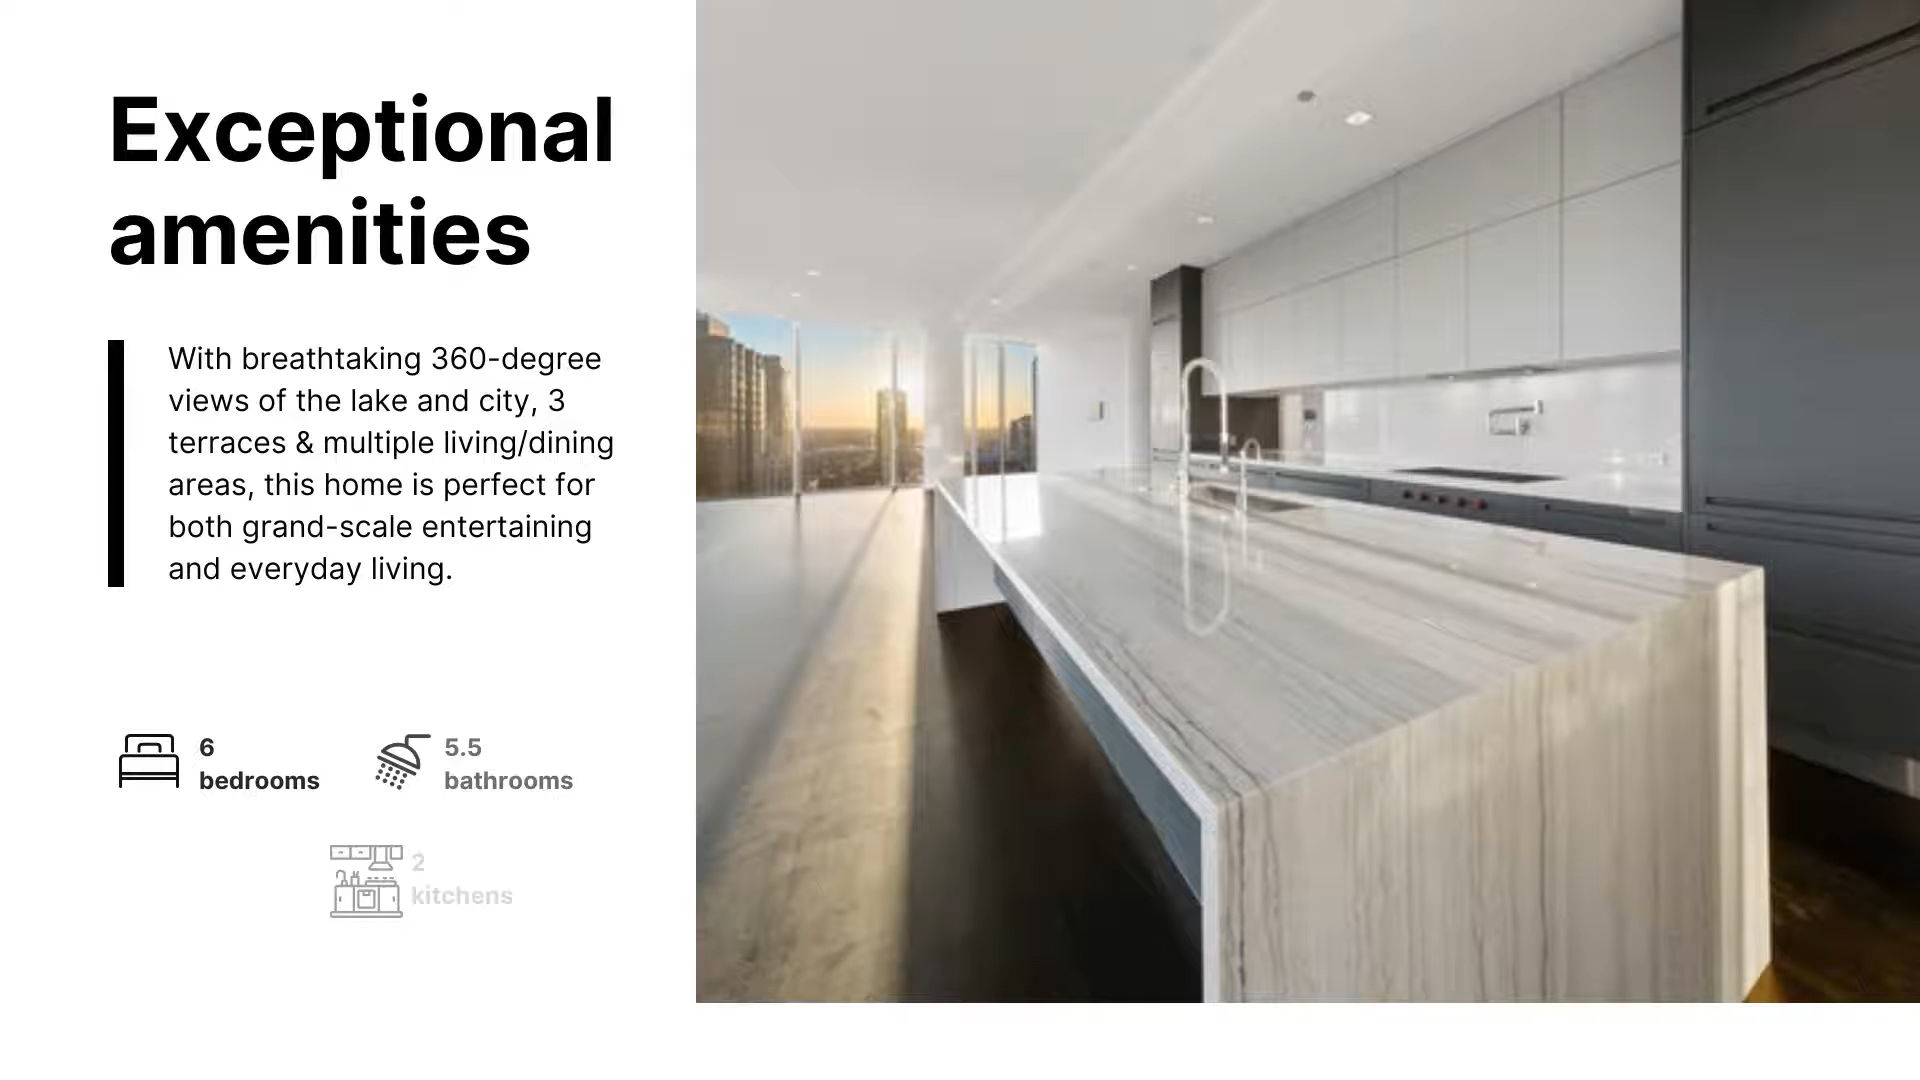 Exceptional
amenities
With breathtaking 360-degree
views of the lake and city, 3
terraces & multiple living/dining
areas, this home is perfect for
both grand-scale entertaining
and everyday living.
6
bedrooms
5.5
bathrooms
2
kitchens